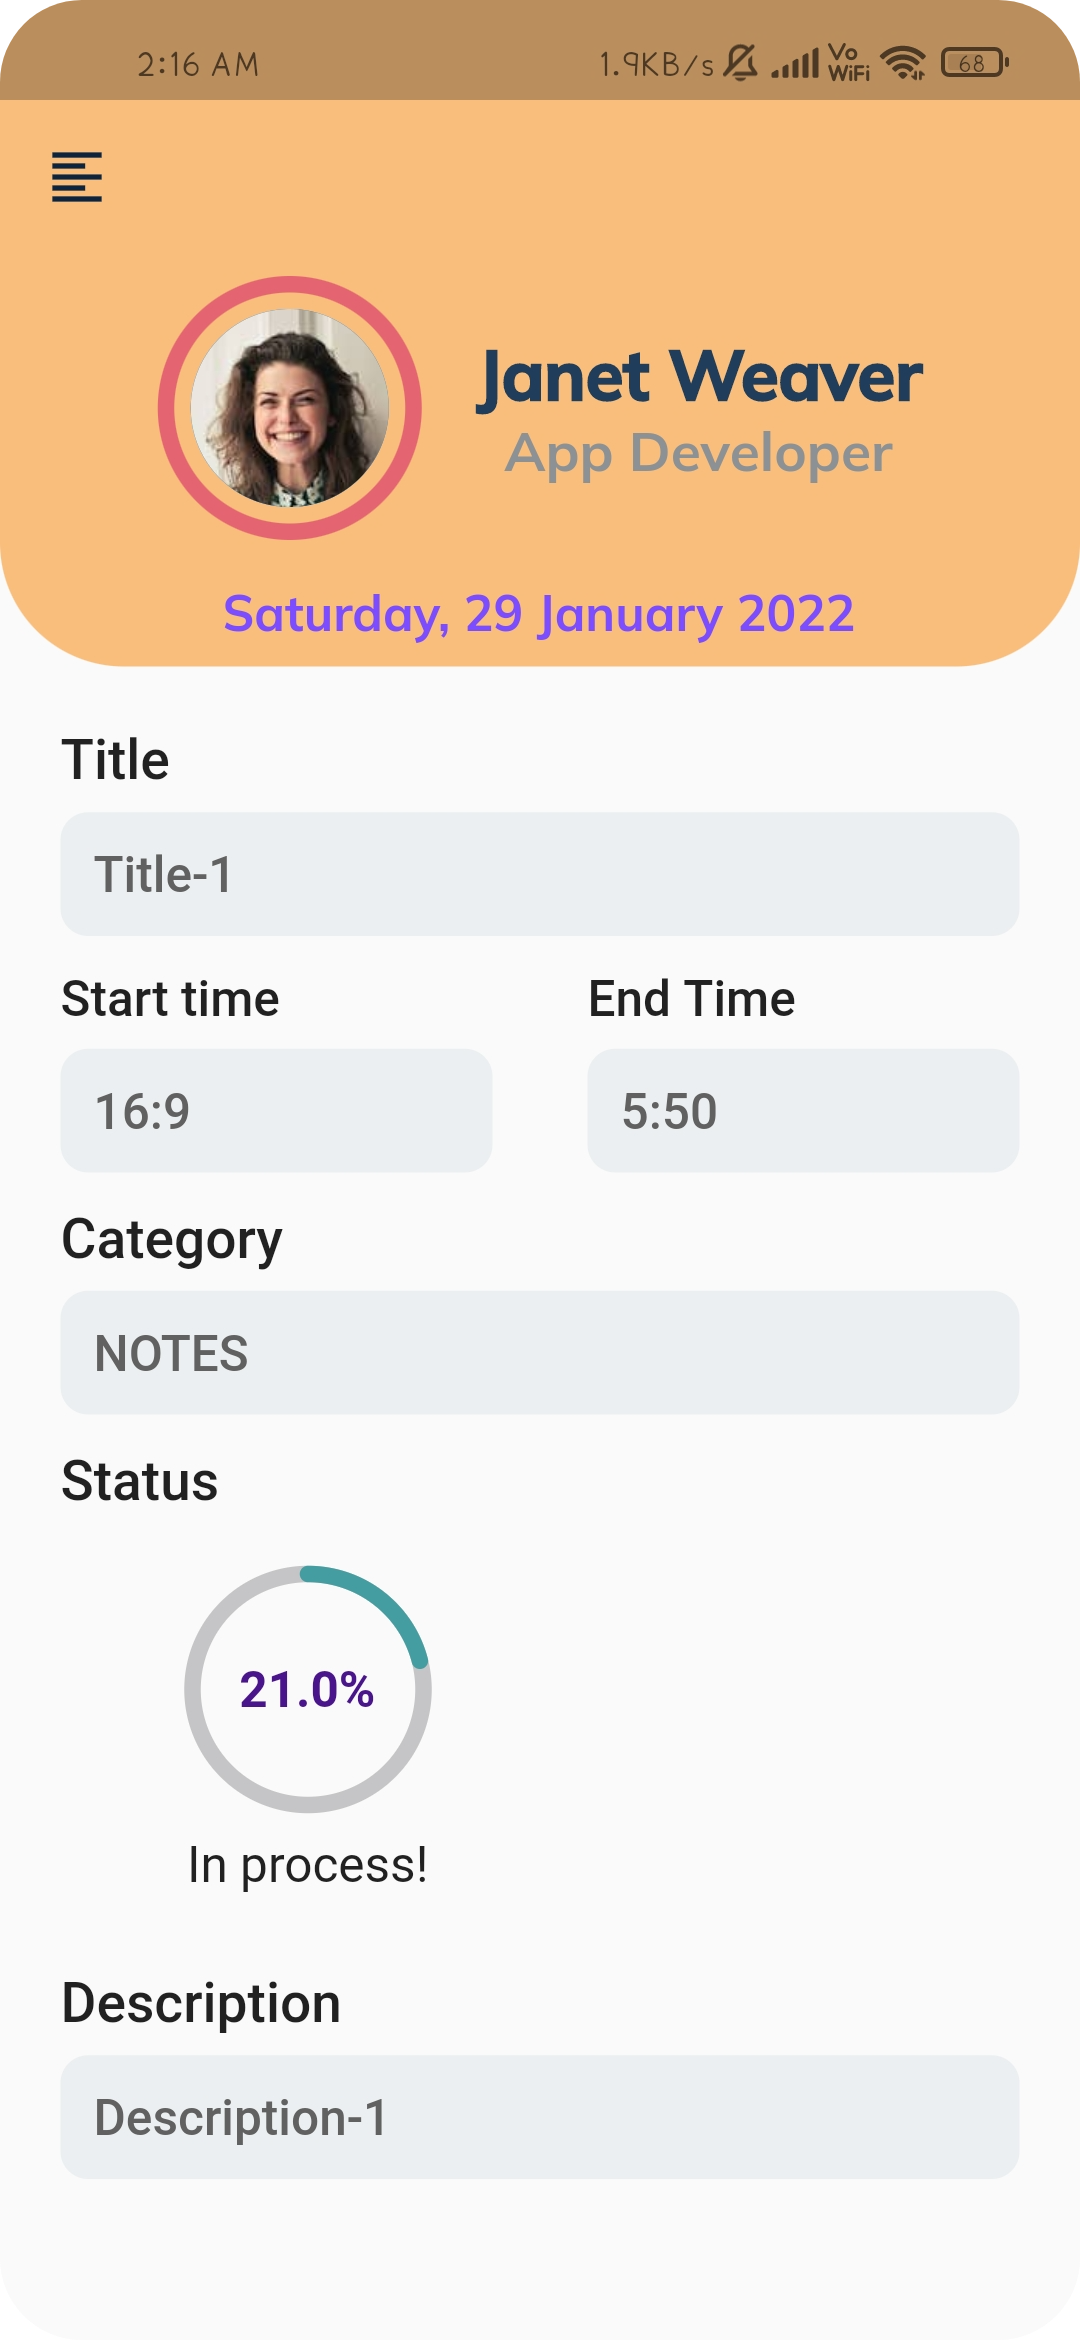 2:16 AM 1.9KB/s Vo WiFi 68
Janet Weaver
App Developer
Saturday, 29 January 2022
Title
Title-1
Start time End Time
16:9 5:50
Category
NOTES
Status
21.0%
In process!
Description
Description-1